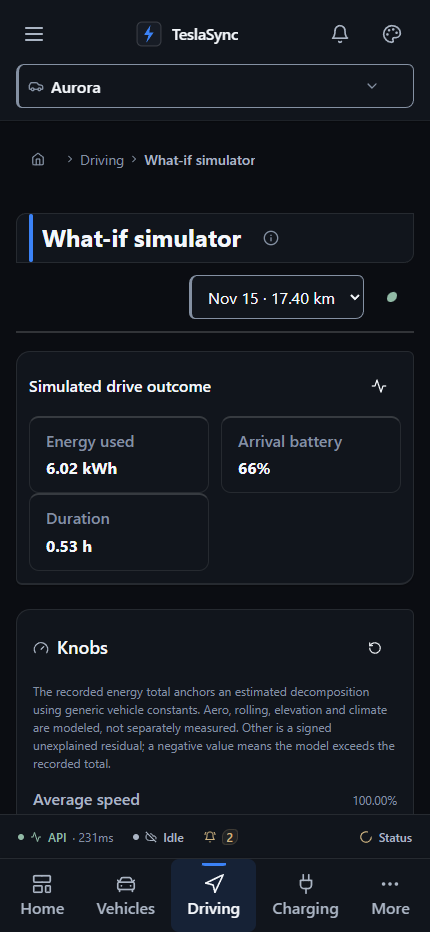 TeslaSync
Aurora
Driving
What-if simulator
What-if simulator
Nov 15 · 17.40 km
Simulated drive outcome
Energy used
6.02 kWh
Arrival battery
66%
Duration
0.53 h
Knobs
The recorded energy total anchors an estimated decomposition
using generic vehicle constants. Aero, rolling, elevation and climate
are modeled, not separately measured. Other is a signed
unexplained residual; a negative value means the model exceeds the
recorded total.
Average speed 100.00%
API · 231ms Idle 2 Status
Home Vehicles Driving Charging More